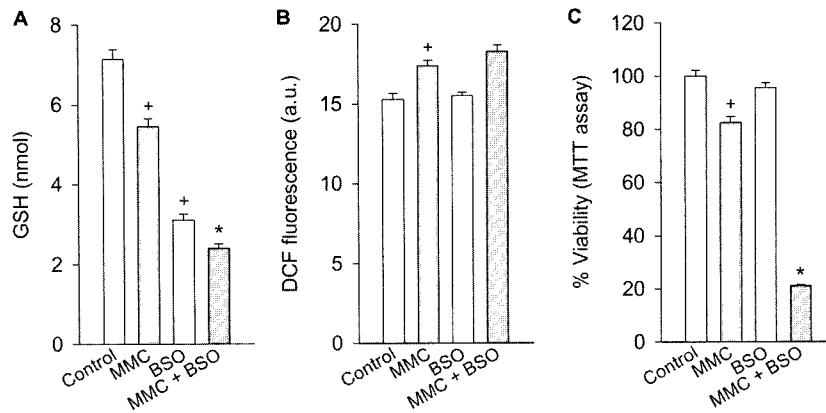 A
GSH (nmol)
8
6
4
2
0
+
+
*
Control
MMC
BSO
MMC + BSO
B
DCF fluorescence (a.u.)
20
15
10
5
0
+
Control
MMC
BSO
MMC + BSO
C
% Viability (MTT assay)
120
100
80
60
40
20
0
+
*
Control
MMC
BSO
MMC + BSO